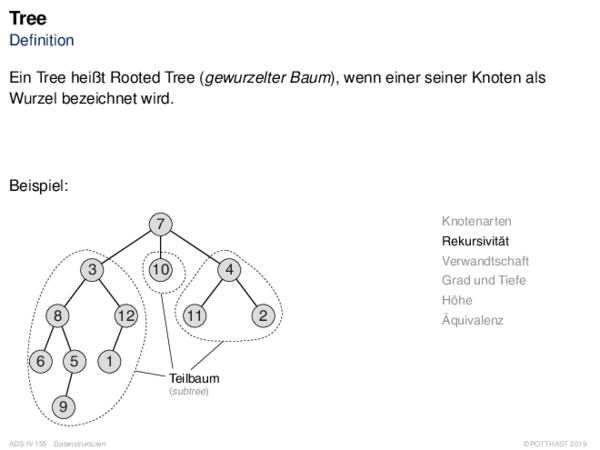 Tree
Definition
Ein Tree heißt Rooted Tree (gewurzelter Baum), wenn einer seiner Knoten als
Wurzel bezeichnet wird.
Beispiel:
7
3
10
4
8
12
11
2
6
5
1
9
Teilbaum
(subtree)
Knotenarten
Rekursivität
Verwandtschaft
Grad und Tiefe
Höhe
Äquivalenz
ADS:IV-155 Datenstrukturen
©POTTHAST 2019